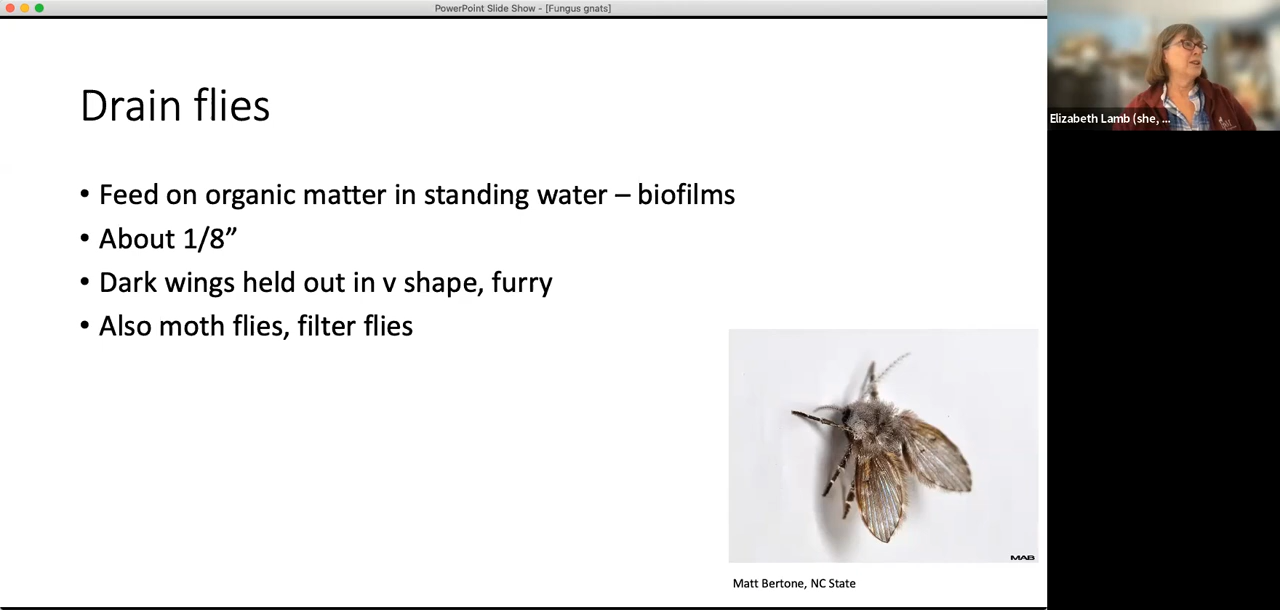 PowerPoint Slide Show - [Fungus gnats]
Drain flies
• Feed on organic matter in standing water – biofilms
• About 1/8”
• Dark wings held out in v shape, furry
• Also moth flies, filter flies
MAB
Matt Bertone, NC State
Elizabeth Lamb (she, ...